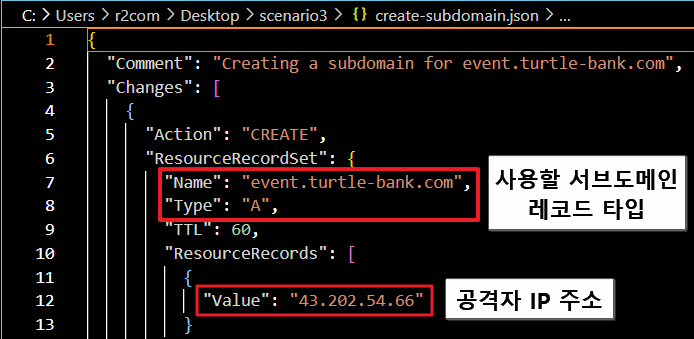 C: > Users > r2com > Desktop > scenario3 > {} create-subdomain.json > ...
1 {
2 "Comment": "Creating a subdomain for event.turtle-bank.com",
3 "Changes": [
4 {
5 "Action": "CREATE",
6 "ResourceRecordSet": {
7 "Name": "event.turtle-bank.com",
8 "Type": "A",
사용할 서브도메인
레코드 타입
9 "TTL": 60,
10 "ResourceRecords": [
11 {
12 "Value": "43.202.54.66"
공격자 IP 주소
13 }